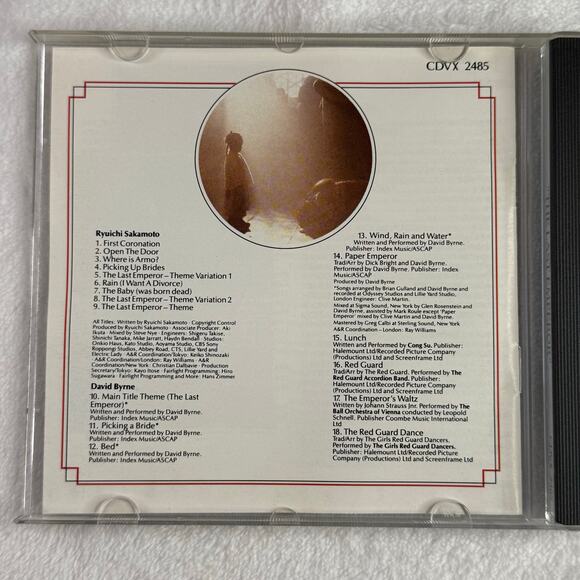 CDVX 2485
Ryuichi Sakamoto
1. First Coronation
2. Open The Door
3. Where is Armo?
4. Picking Up Brides
5. The Last Emperor – Theme Variation 1
6. Rain (I Want A Divorce)
7. The Baby (was born dead)
8. The Last Emperor – Theme Variation 2
9. The Last Emperor – Theme
All Titles: Written by Ryuichi Sakamoto · Copyright Control
Produced by Ryuichi Sakamoto · Associate Producer: Aki
Ikuta · Mixed by Steve Nye · Engineers: Shigeru Takise,
Shinichi Tanaka, Mike Jarratt, Haydn Bendall · Studios:
Onkio Haus, Kato Studio, Aoyama Studio, CBS Sony
Roppongi Studios, Abbey Road, CTS, Lillie Yard and
Electric Lady · A&R Coordination/Tokyo: Keiko Shinozaki
A&R Coordination/London: Ray Williams · A&R
Coordination/New York: Christian Dalbavie · Production
Secretary/Tokyo: Kayo Itose · Fairlight Programming: Hiro
Sugawara · Fairlight Programming and More: Hans Zimmer
David Byrne
10. Main Title Theme (The Last
Emperor)*
Written and Performed by David Byrne.
Publisher: Index Music/ASCAP
11. Picking a Bride*
Written and Performed by David Byrne.
Publisher: Index Music/ASCAP
12. Bed*
Written and Performed by David Byrne.
Publisher: Index Music/ASCAP
13. Wind, Rain and Water*
Written and Performed by David Byrne.
Publisher: Index Music/ASCAP
14. Paper Emperor
Trad/Arr by Dick Bright and David Byrne.
Performed by David Byrne. Publisher: Index
Music/ASCAP
Produced by David Byrne
*Songs arranged by Brian Gulland and David Byrne and
recorded at Odyssey Studios and Lillie Yard Studio,
London Engineer: Clive Martin.
Mixed at Sigma Sound, New York by Glen Rosenstein and
David Byrne, assisted by Mark Roule except 'Paper
Emperor' mixed by Clive Martin and David Byrne.
Mastered by Greg Calbi at Sterling Sound, New York
A&R Coordination – London: Ray Williams
15. Lunch
Written and Performed by Cong Su. Publisher:
Halemount Ltd/Recorded Picture Company
(Productions) Ltd and Screenframe Ltd
16. Red Guard
Trad/Arr by The Red Guard. Performed by The
Red Guard Accordion Band. Publisher:
Halemount Ltd/Recorded Picture Company
(Productions) Ltd and Screenframe Ltd
17. The Emperor's Waltz
Written by Johann Strauss Jnr. Performed by The
Ball Orchestra of Vienna conducted by Leopold
Schnell. Publisher Coombe Music International
Ltd
18. The Red Guard Dance
Trad/Arr by The Girls Red Guard Dancers.
Performed by The Girls Red Guard Dancers.
Publisher: Halemount Ltd/Recorded Picture
Company (Productions) Ltd and Screenframe Ltd